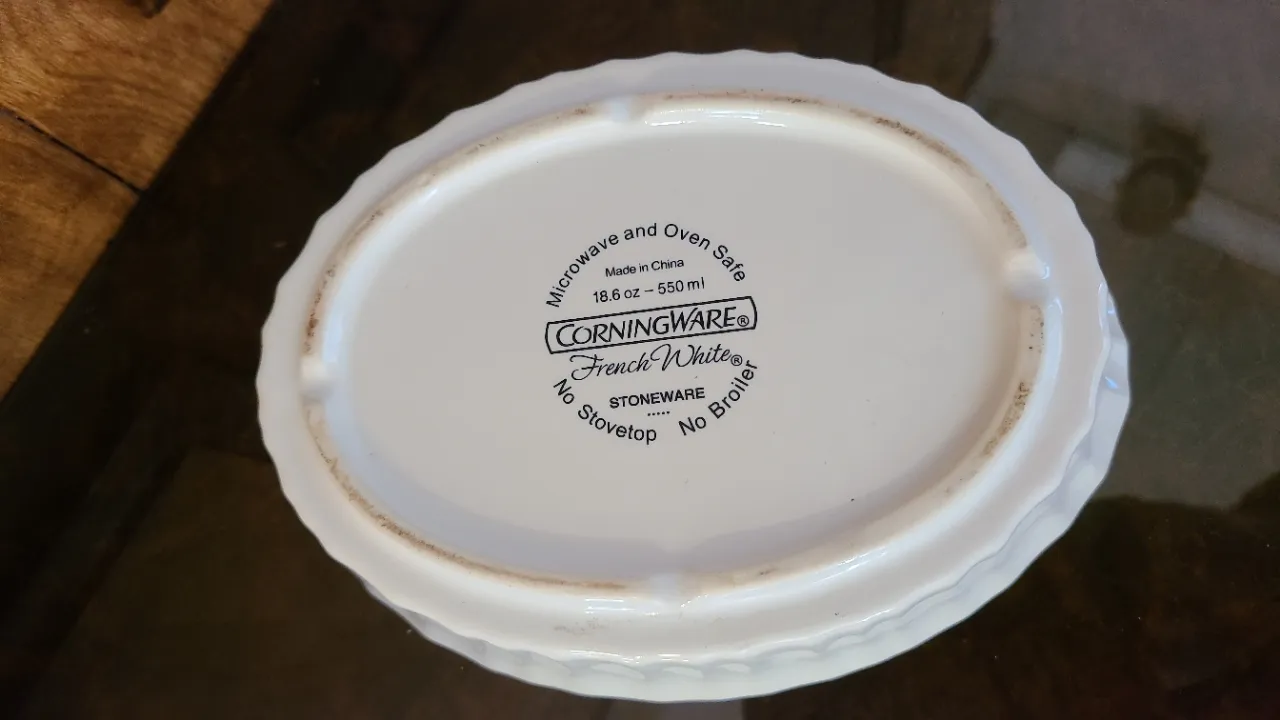 Microwave and Oven Safe
Made in China
18.6 oz – 550 ml
CORNINGWARE®
French White®
STONEWARE
No Stovetop No Broiler